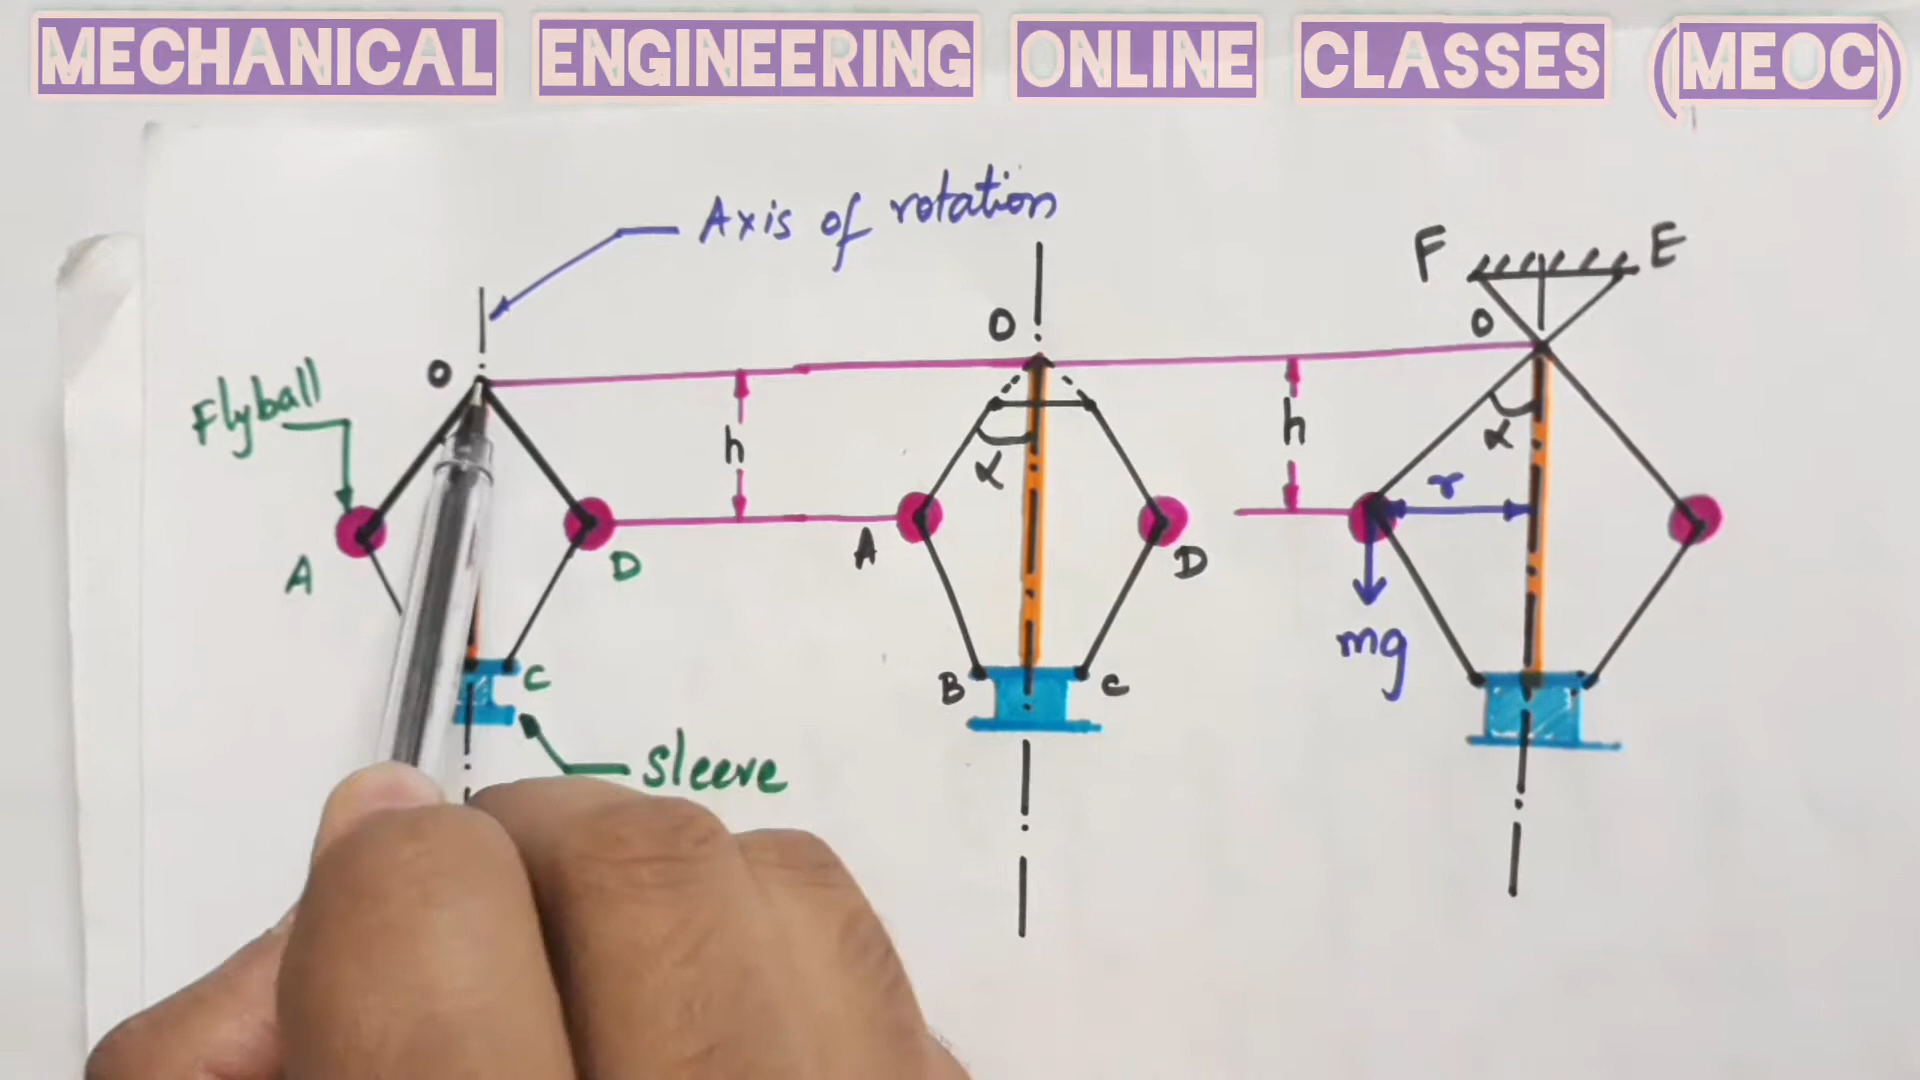 MECHANICAL ENGINEERING ONLINE CLASSES (MEOC)
Axis of rotation
F E
O
O
O
Flyball
h
h
α
α
r
A
D
A
D
mg
C
B
C
sleeve